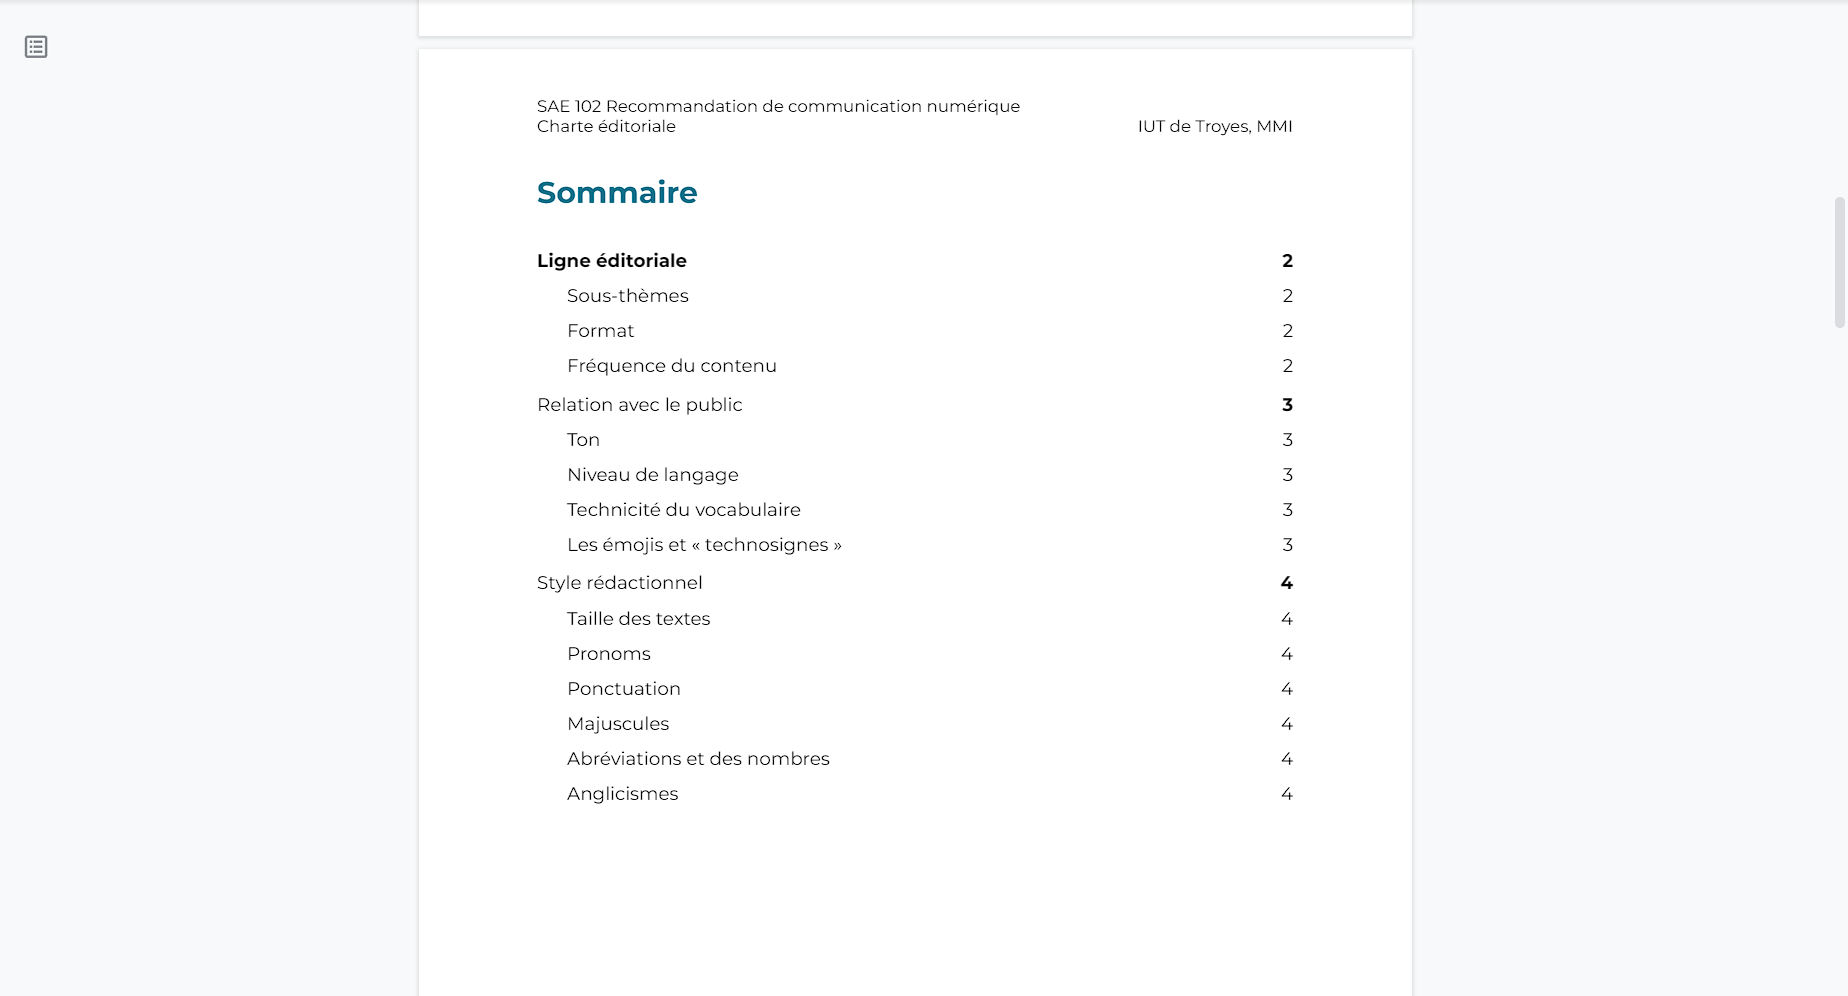 SAE 102 Recommandation de communication numérique
Charte éditoriale IUT de Troyes, MMI
Sommaire
Ligne éditoriale 2
Sous-thèmes 2
Format 2
Fréquence du contenu 2
Relation avec le public 3
Ton 3
Niveau de langage 3
Technicité du vocabulaire 3
Les émojis et « technosignes » 3
Style rédactionnel 4
Taille des textes 4
Pronoms 4
Ponctuation 4
Majuscules 4
Abréviations et des nombres 4
Anglicismes 4